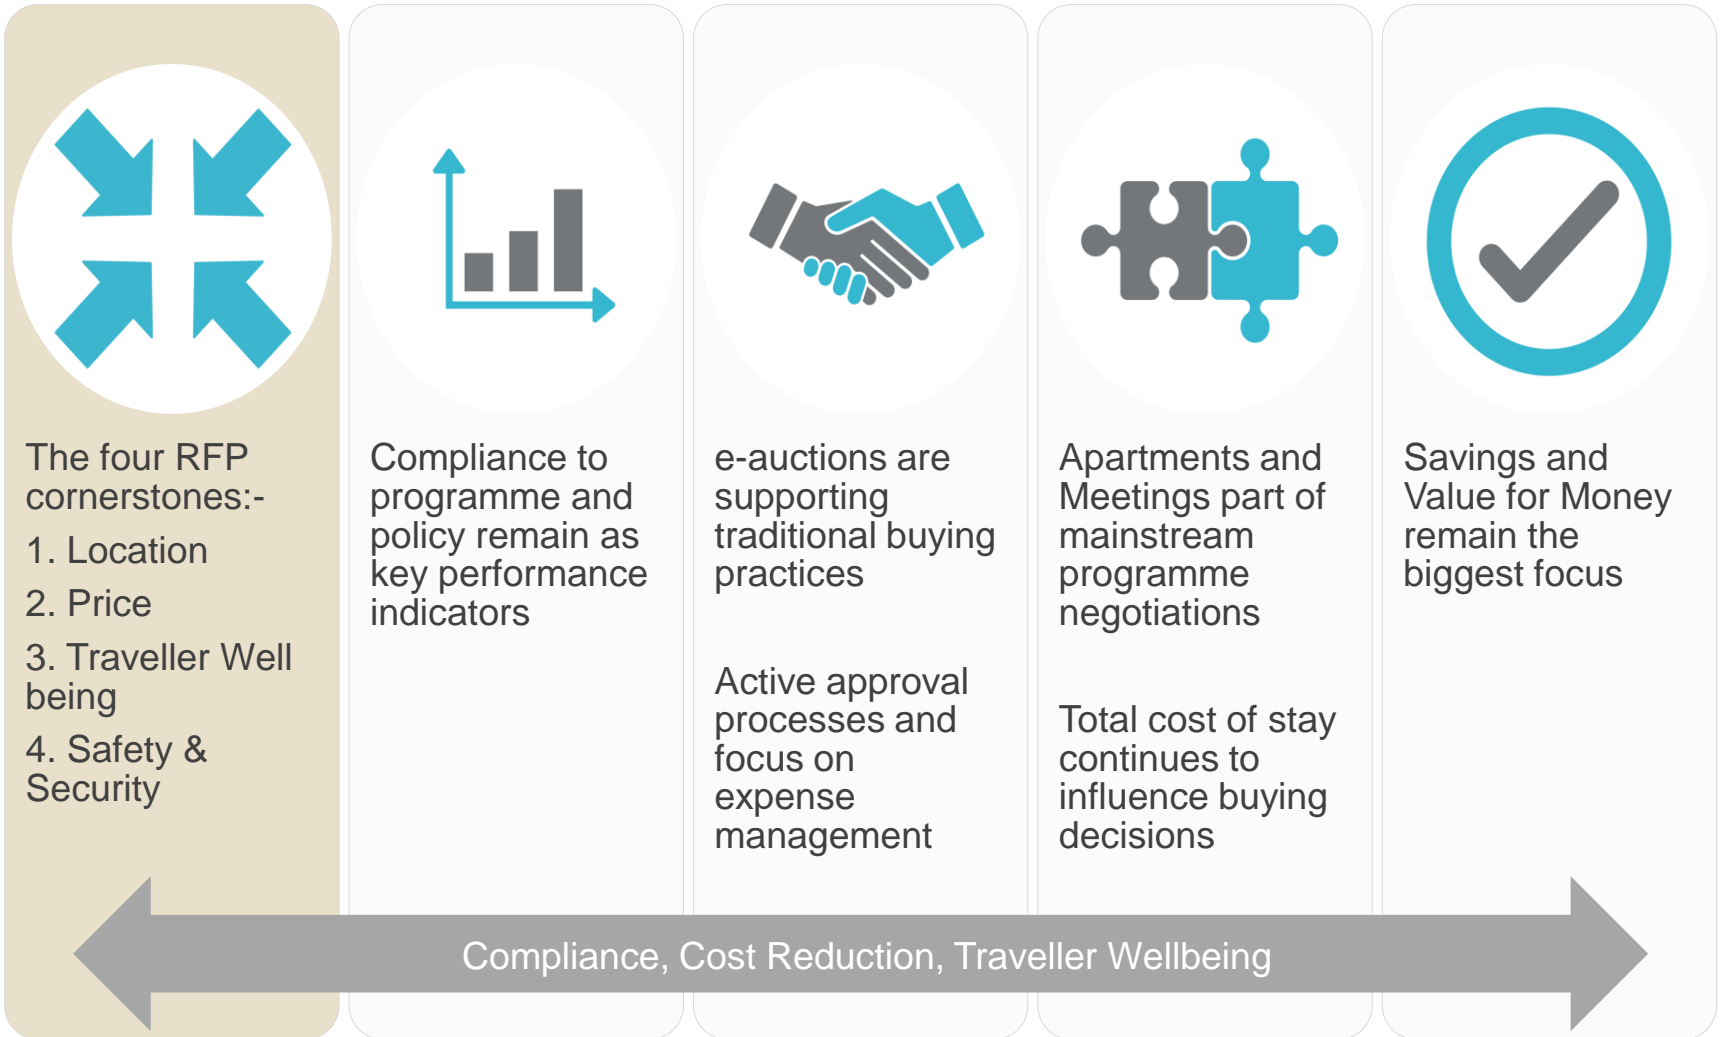 The four RFP
cornerstones:-
1. Location
2. Price
3. Traveller Well
being
4. Safety &
Security
Compliance to
programme and
policy remain as
key performance
indicators
e-auctions are
supporting
traditional buying
practices
Active approval
processes and
focus on
expense
management
Apartments and
Meetings part of
mainstream
programme
negotiations
Total cost of stay
continues to
influence buying
decisions
Savings and
Value for Money
remain the
biggest focus
Compliance, Cost Reduction, Traveller Wellbeing